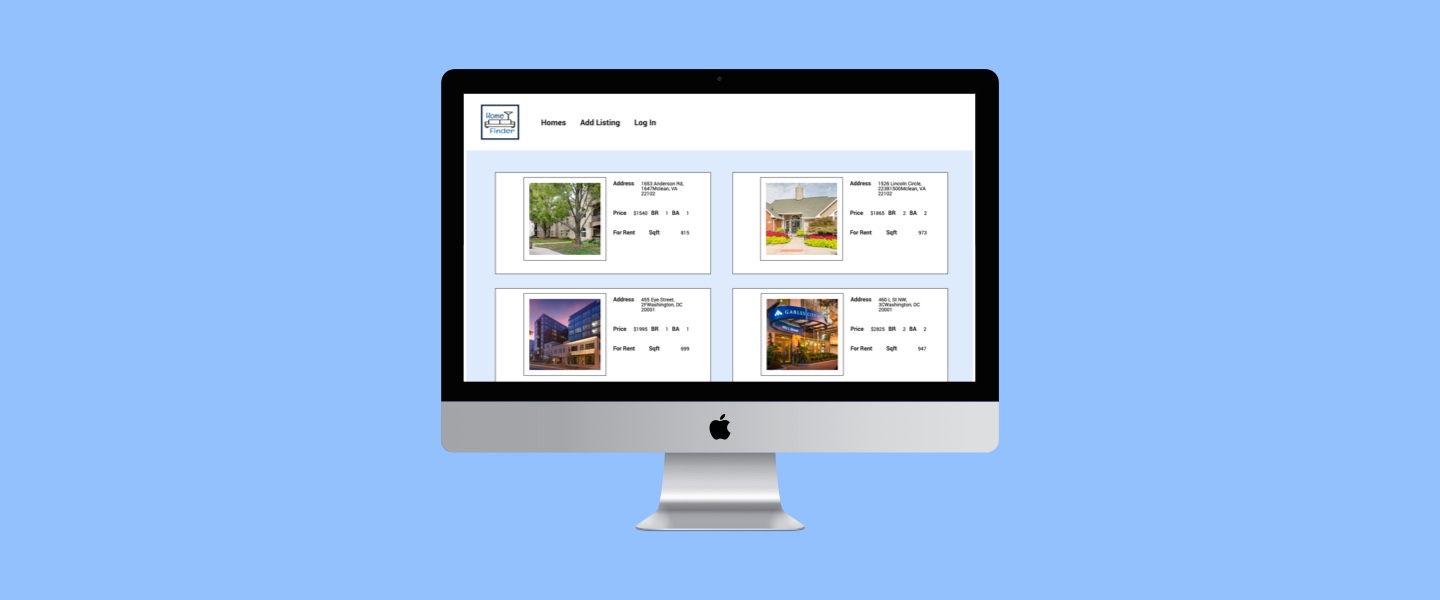 Home
Finder
Homes Add Listing Log In
Address 1653 Anderson Rd,
1647Mclean, VA
22102
Price $1540 BR 1 BA 1
For Rent Sqft 815
Address 1526 Lincoln Circle,
22381500Mclean, VA
22102
Price $1865 BR 2 BA 2
For Rent Sqft 973
Address 455 Eye Street,
2FWashington, DC
20001
Price $1995 BR 1 BA 1
For Rent Sqft 699
GABLES
Address 460 L St NW,
3CWashington, DC
20001
Price $2825 BR 2 BA 2
For Rent Sqft 947